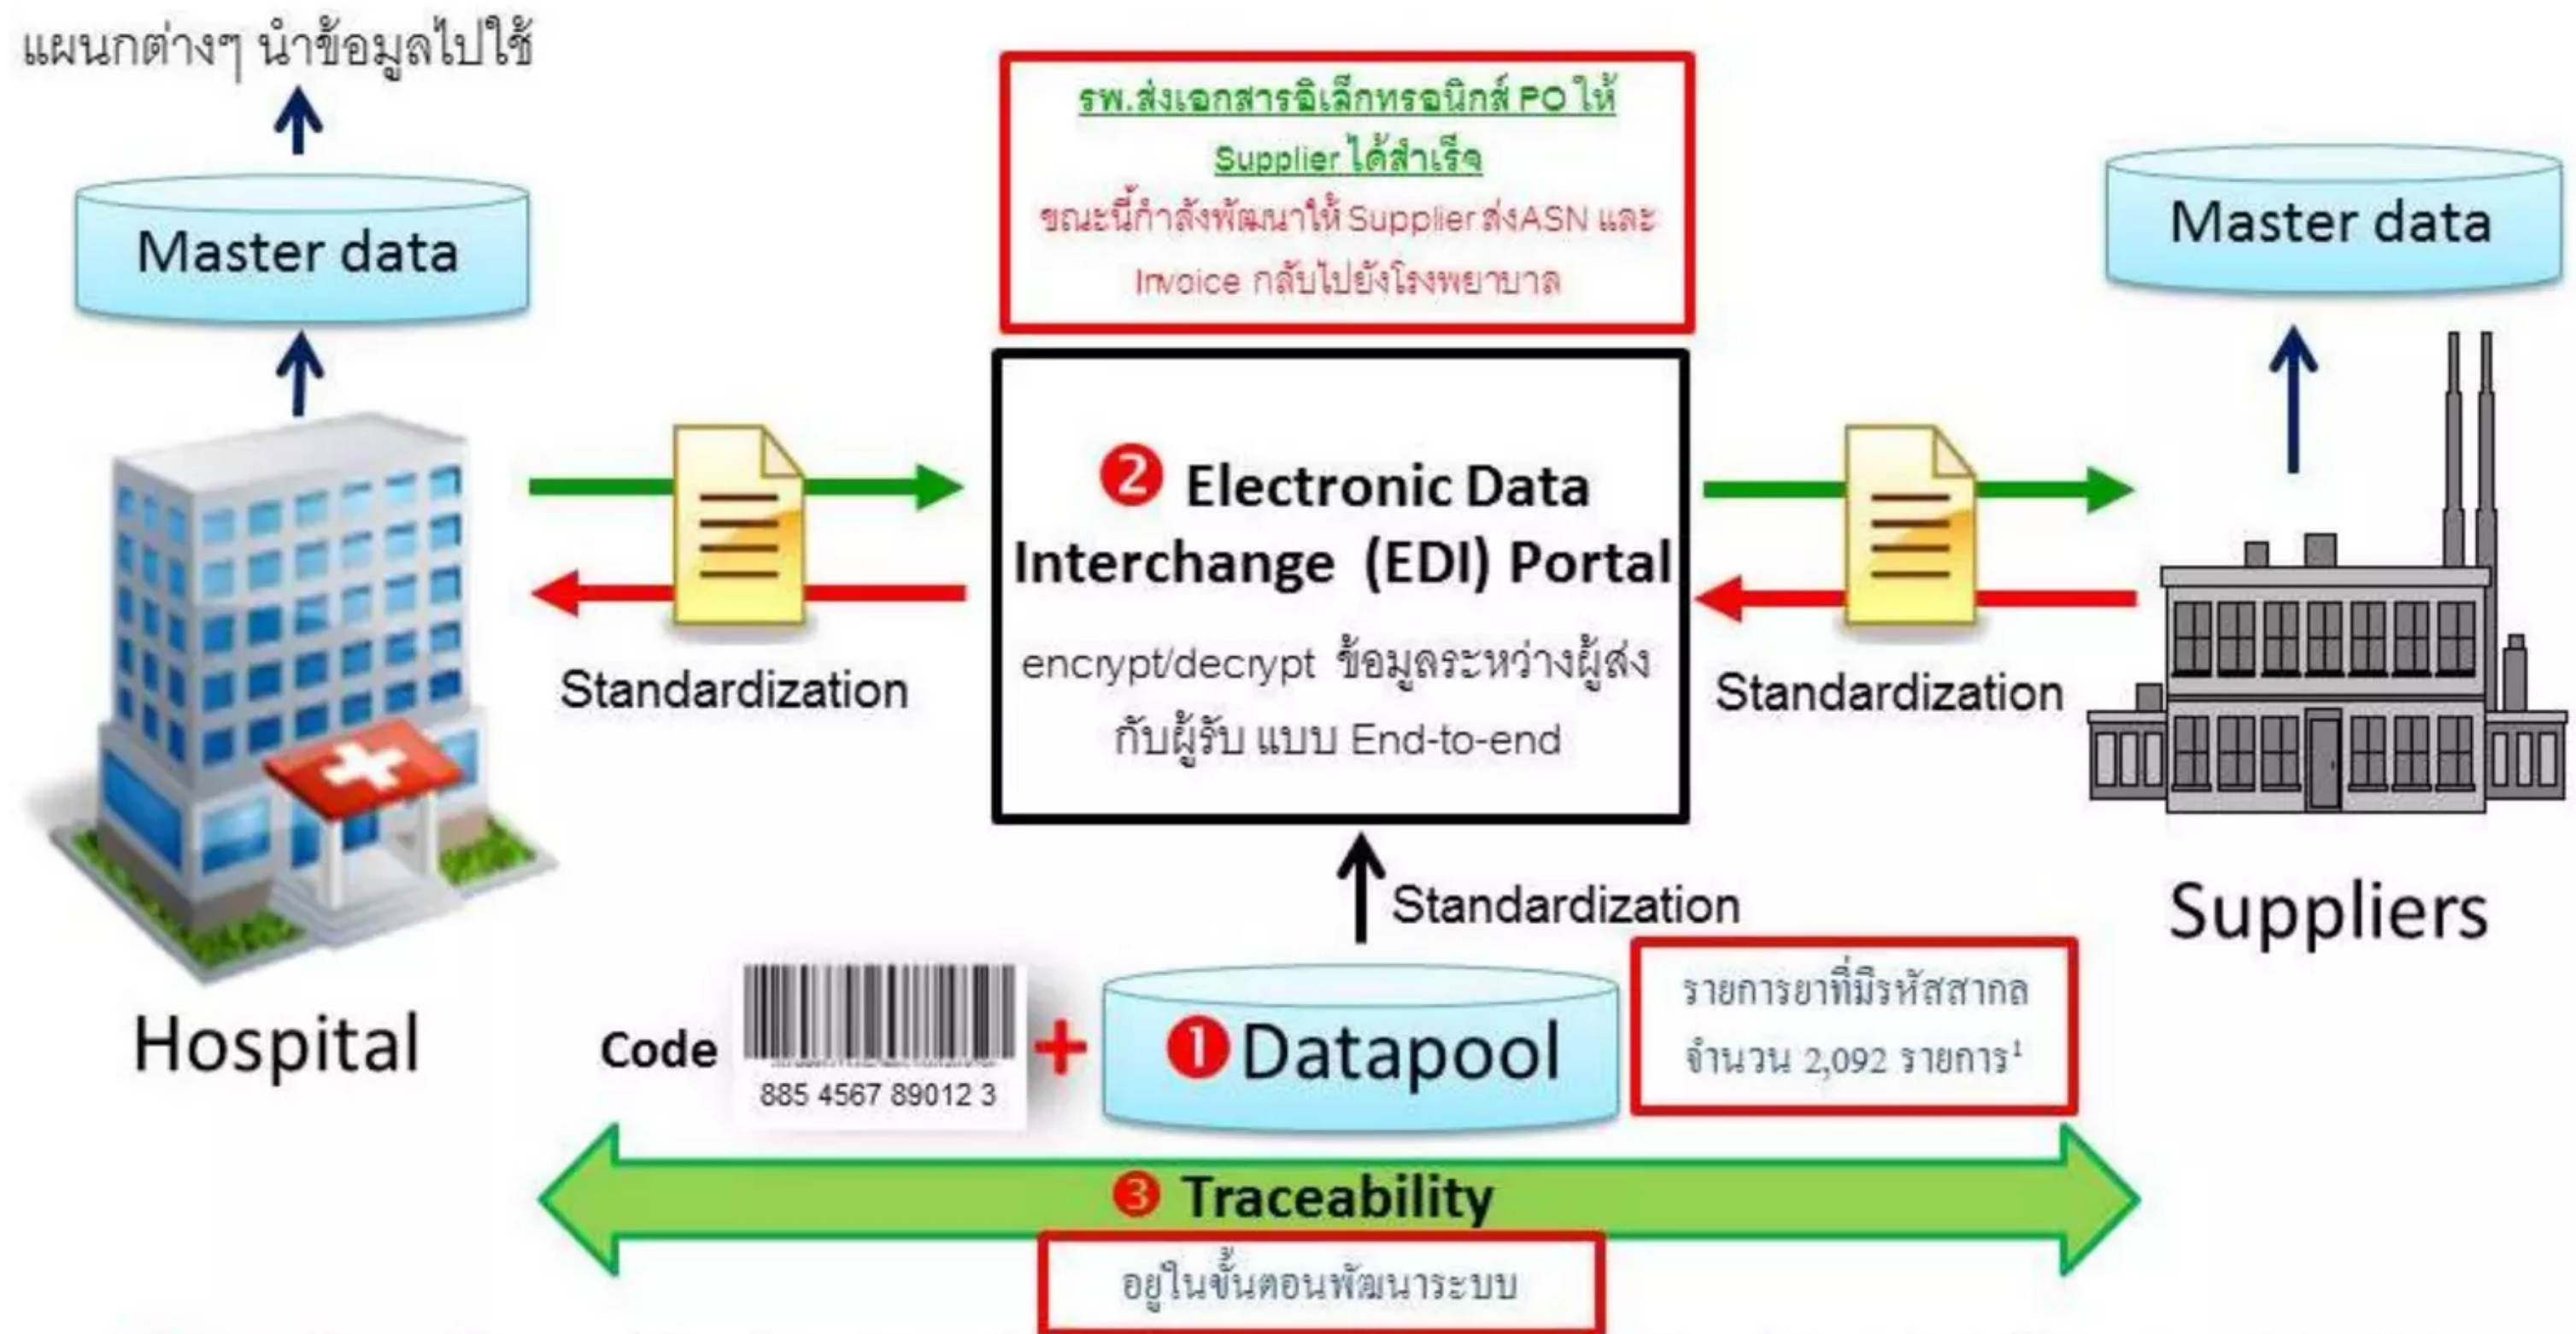 แผนกต่างๆ นำข้อมูลไปใช้
Master data
Hospital
รพ.ส่งเอกสารอิเล็กทรอนิกส์ PO ให้
Supplier ได้สำเร็จ
ขณะนี้กำลังพัฒนาให้ Supplier ส่งASN และ
Invoice กลับไปยังโรงพยาบาล
Master data
Suppliers
Standardization
❷ Electronic Data
Interchange (EDI) Portal
encrypt/decrypt ข้อมูลระหว่างผู้ส่ง
กับผู้รับ แบบ End-to-end
Standardization
Standardization
Code
885 4567 89012 3
+
❶ Datapool
รายการยาที่มีรหัสสากล
จำนวน 2,092 รายการ¹
❸ Traceability
อยู่ในขั้นตอนพัฒนาระบบ